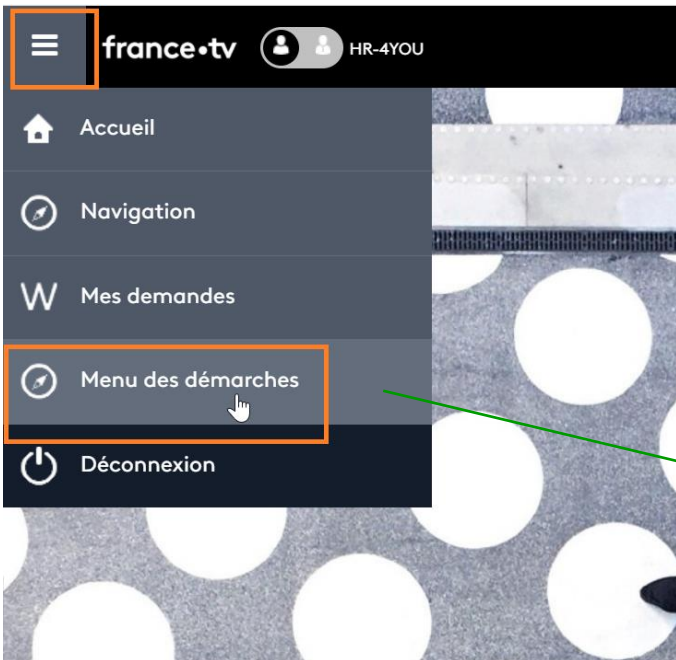 france•tv HR-4YOU
Accueil
Navigation
Mes demandes
Menu des démarches
Déconnexion